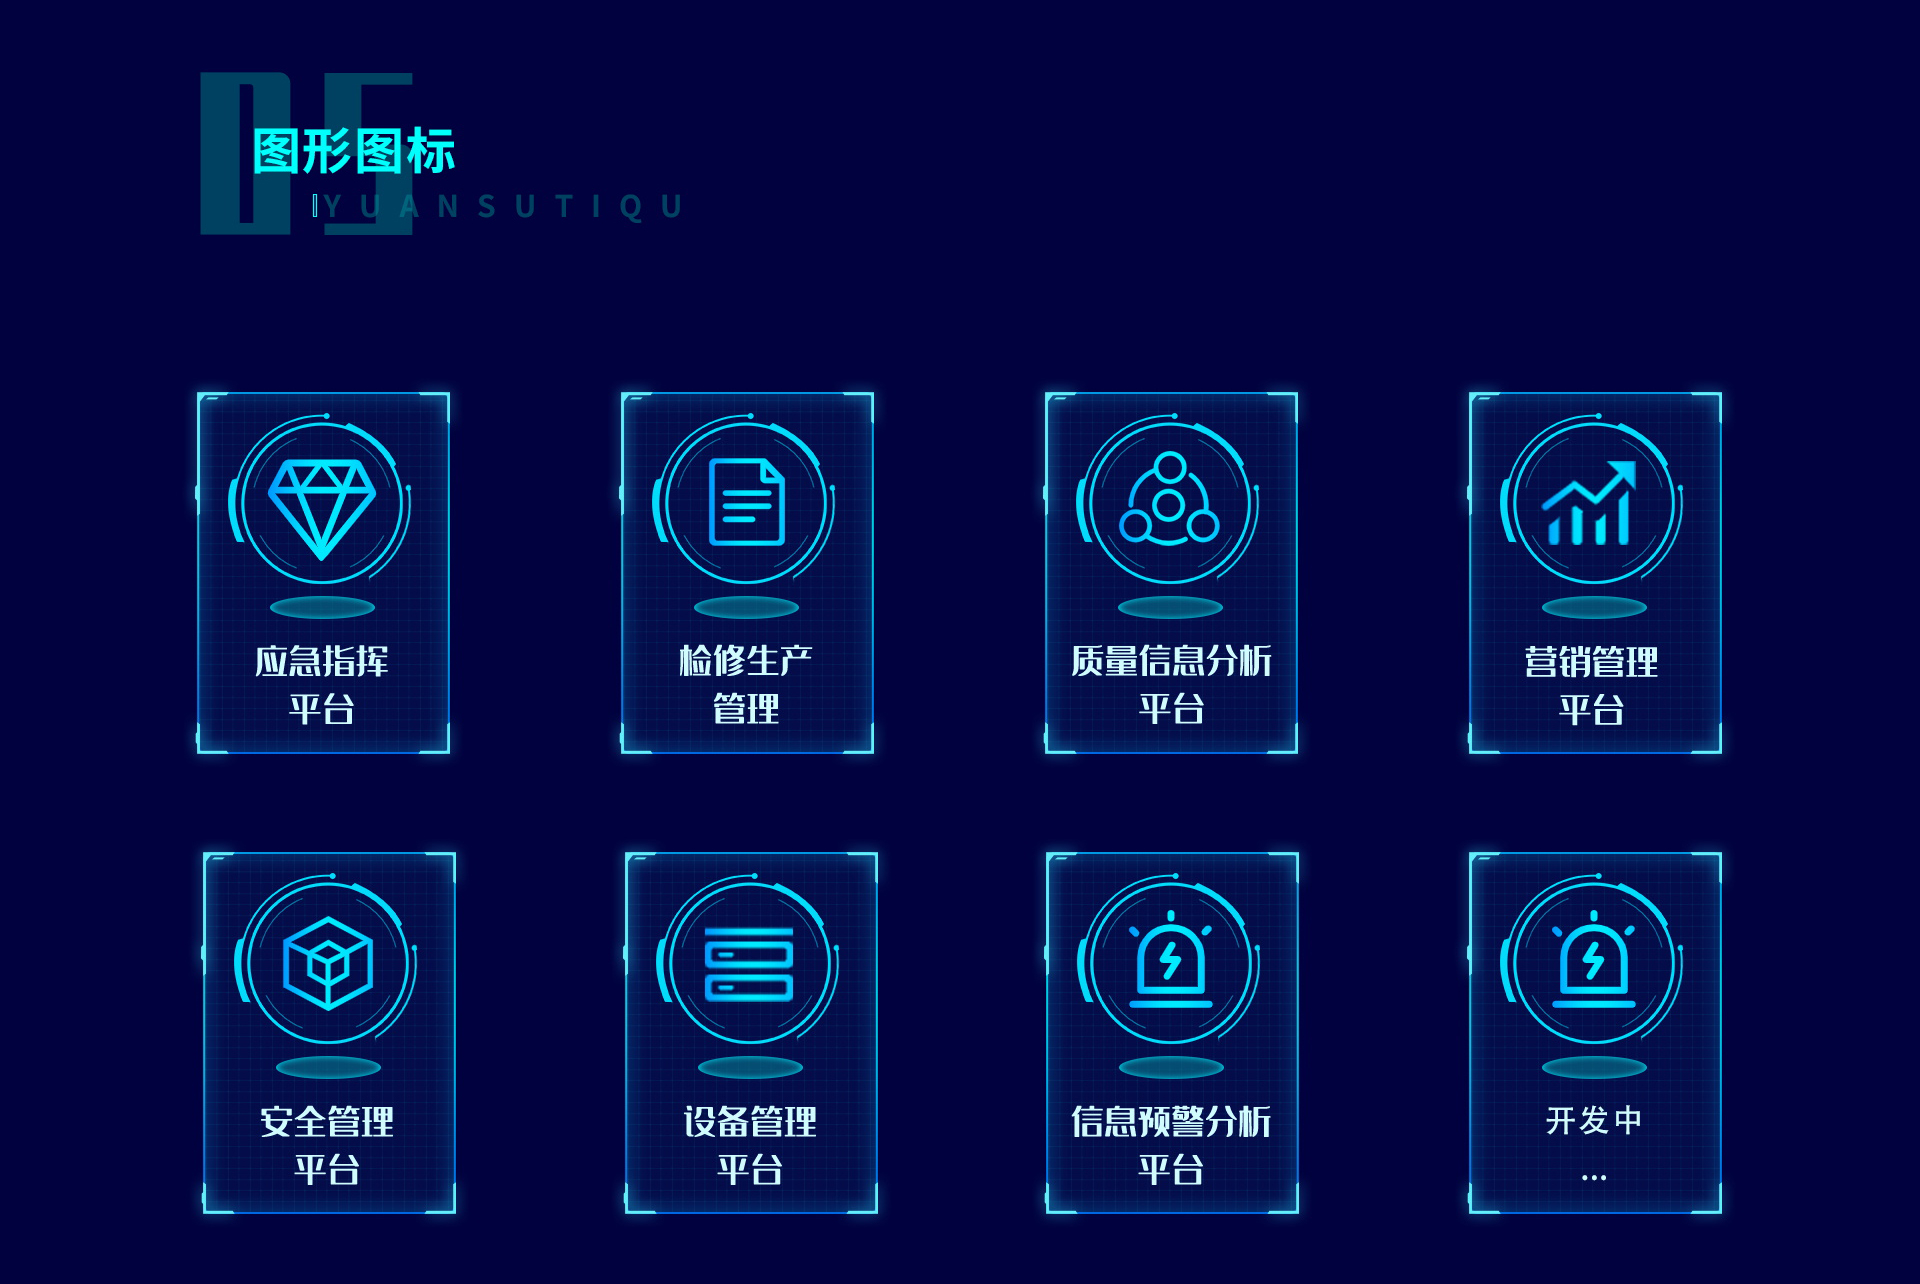 05
图形图标
YUANSUTIQU
应急指挥
平台
检修生产
管理
质量信息分析
平台
营销管理
平台
安全管理
平台
设备管理
平台
信息预警分析
平台
开发中
...